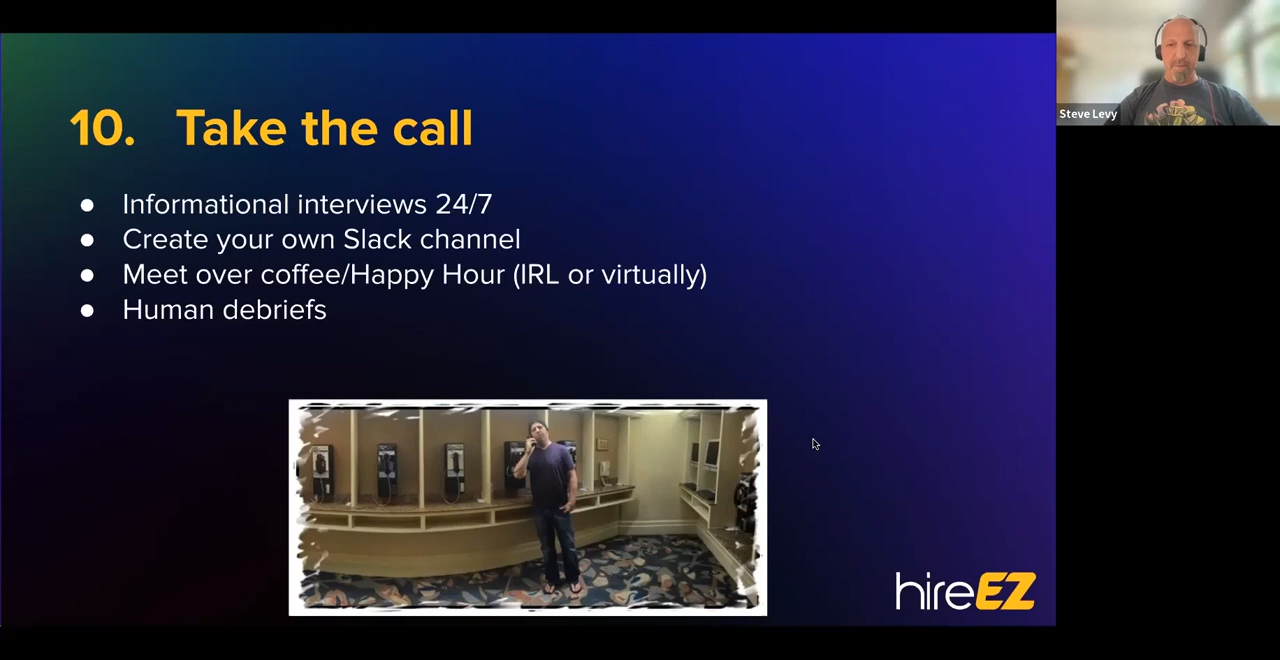 10. Take the call
● Informational interviews 24/7
● Create your own Slack channel
● Meet over coffee/Happy Hour (IRL or virtually)
● Human debriefs
hireEZ
Steve Levy